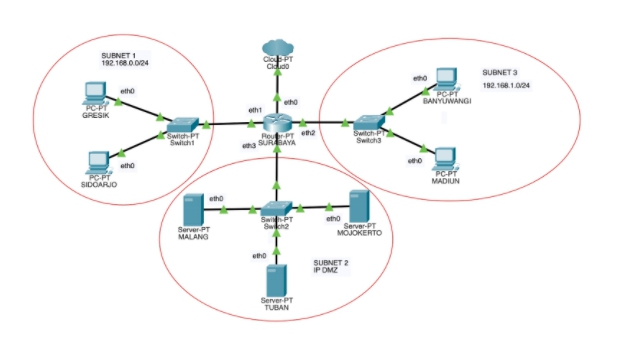 SUBNET 1
192.168.0.0/24
eth0
PC-PT
GRESIK
eth0
PC-PT
SIDOARJO
Switch-PT
Switch1
Cloud-PT
Cloud0
eth0
eth1
eth2
eth3
Router-PT
SURABAYA
SUBNET 3
192.168.1.0/24
eth0
PC-PT
BANYUWANGI
Switch-PT
Switch3
eth0
PC-PT
MADIUN
eth0
Server-PT
MALANG
Switch-PT
Switch2
eth0
Server-PT
MOJOKERTO
eth0
Server-PT
TUBAN
SUBNET 2
IP DMZ